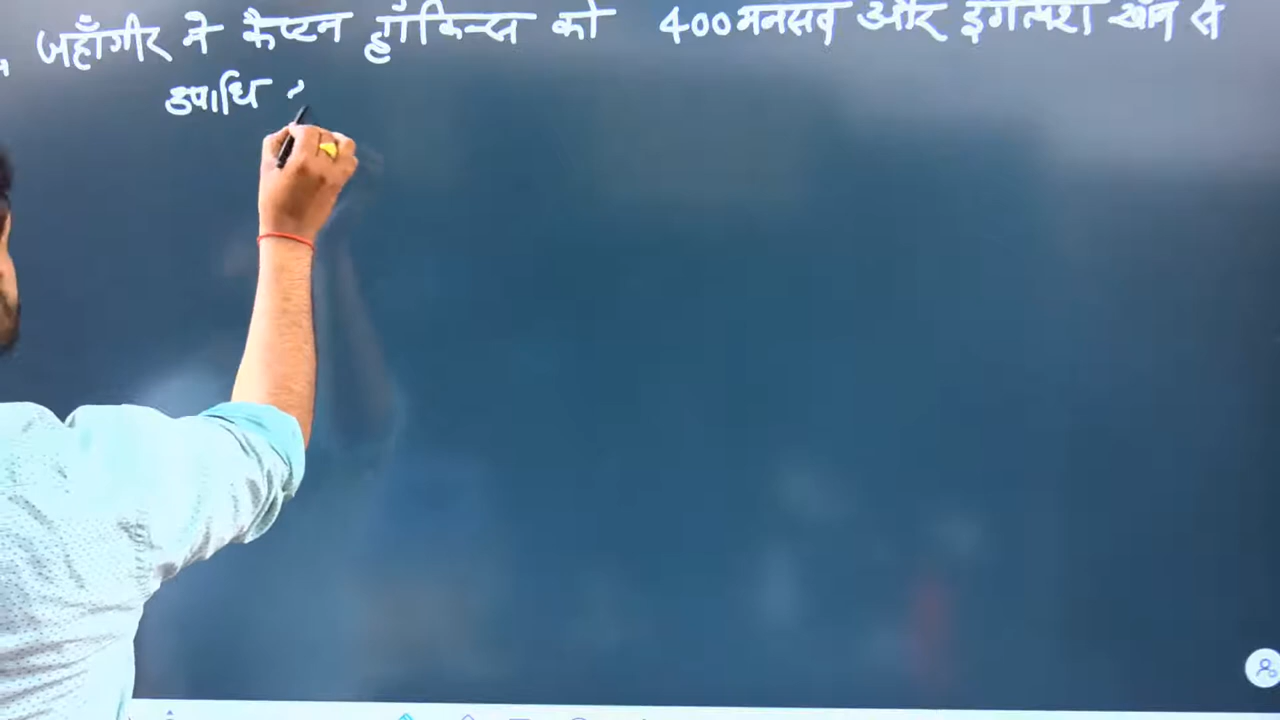 जहाँगीर ने कैप्टन हॉकिन्स को 400 मनसब और इंगलिश खाँन से
उपाधि